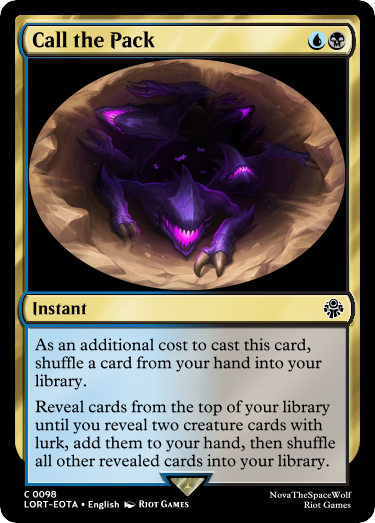 Call the Pack
Instant
As an additional cost to cast this card,
shuffle a card from your hand into your
library.
Reveal cards from the top of your library
until you reveal two creature cards with
lurk, add them to your hand, then shuffle
all other revealed cards into your library.
C 0098
NovaTheSpaceWolf
LORT-EOTA • English Riot Games
Riot Games